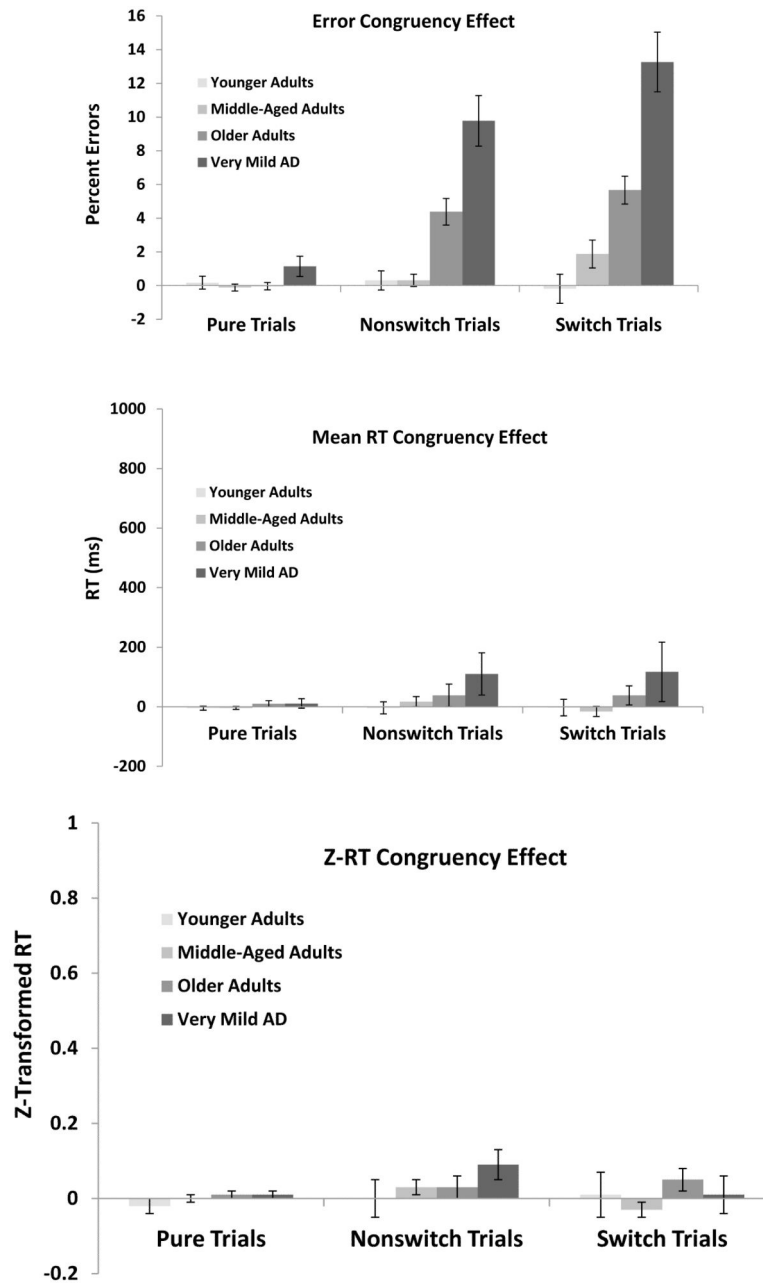 Error Congruency Effect
16
14
12
10
8
6
4
2
0
-2
Percent Errors
Younger Adults
Middle-Aged Adults
Older Adults
Very Mild AD
Pure Trials Nonswitch Trials Switch Trials
Mean RT Congruency Effect
1000
800
600
400
200
0
-200
RT (ms)
Younger Adults
Middle-Aged Adults
Older Adults
Very Mild AD
Pure Trials Nonswitch Trials Switch Trials
Z-RT Congruency Effect
1
0.8
0.6
0.4
0.2
0
-0.2
Z-Transformed RT
Younger Adults
Middle-Aged Adults
Older Adults
Very Mild AD
Pure Trials Nonswitch Trials Switch Trials